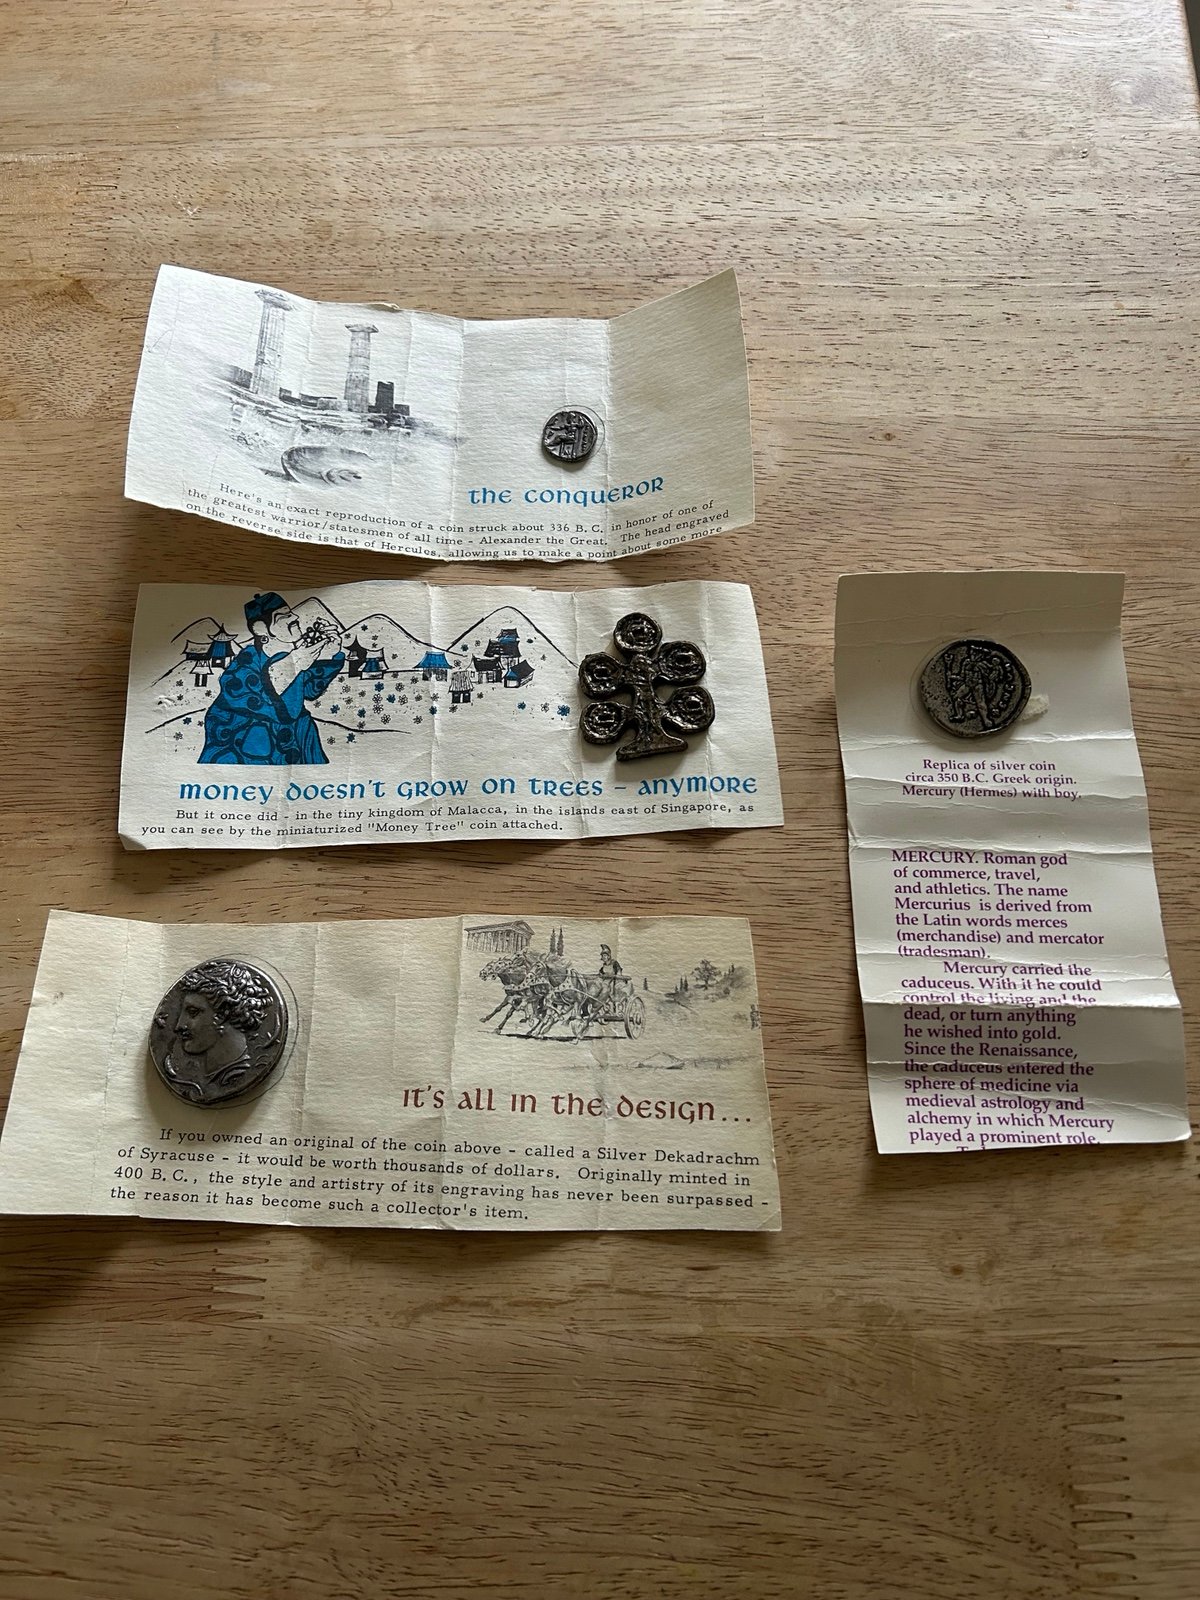 the conqueror
Here's an exact reproduction of a coin struck about 336 B.C. in honor of one of
the greatest warrior/statesmen of all time - Alexander the Great. The head engraved
on the reverse side is that of Hercules, allowing us to make a point about some more
money doesn't grow on trees - anymore
But it once did - in the tiny kingdom of Malacca, in the islands east of Singapore, as
you can see by the miniaturized "Money Tree" coin attached.
it's all in the design...
If you owned an original of the coin above - called a Silver Dekadrachm
of Syracuse - it would be worth thousands of dollars. Originally minted in
400 B.C., the style and artistry of its engraving has never been surpassed -
the reason it has become such a collector's item.
Replica of silver coin
circa 350 B.C. Greek origin.
Mercury (Hermes) with boy.
MERCURY. Roman god
of commerce, travel,
and athletics. The name
Mercurius is derived from
the Latin words merces
(merchandise) and mercator
(tradesman).
Mercury carried the
caduceus. With it he could
control the living and the
dead, or turn anything
he wished into gold.
Since the Renaissance,
the caduceus entered the
sphere of medicine via
medieval astrology and
alchemy in which Mercury
played a prominent role.